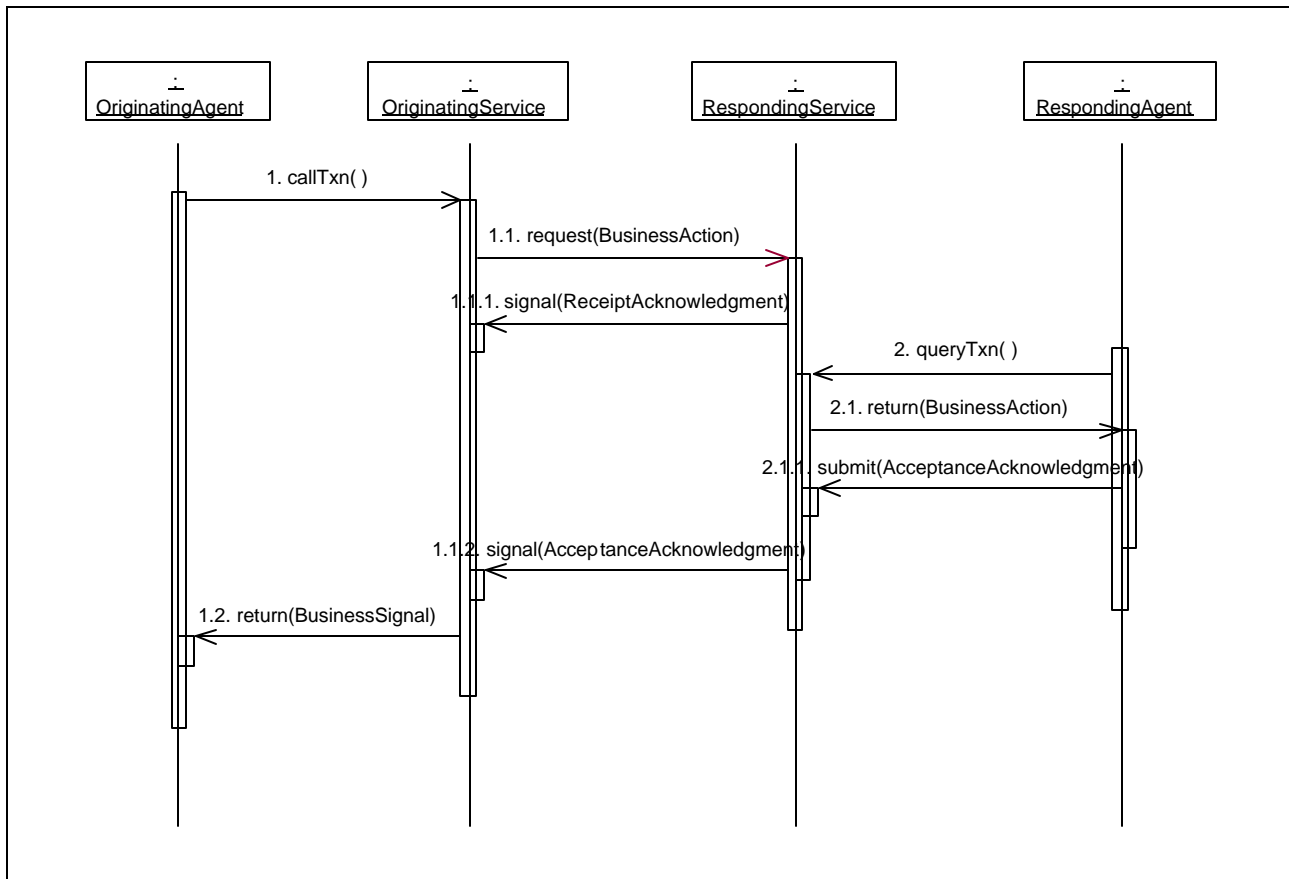 :
OriginatingAgent
:
OriginatingService
:
RespondingService
:
RespondingAgent
1. callTxn( )
1.1. request(BusinessAction)
1.1.1. signal(ReceiptAcknowledgment)
2. queryTxn( )
2.1. return(BusinessAction)
2.1.1. submit(AcceptanceAcknowledgment)
1.1.2. signal(AcceptanceAcknowledgment)
1.2. return(BusinessSignal)